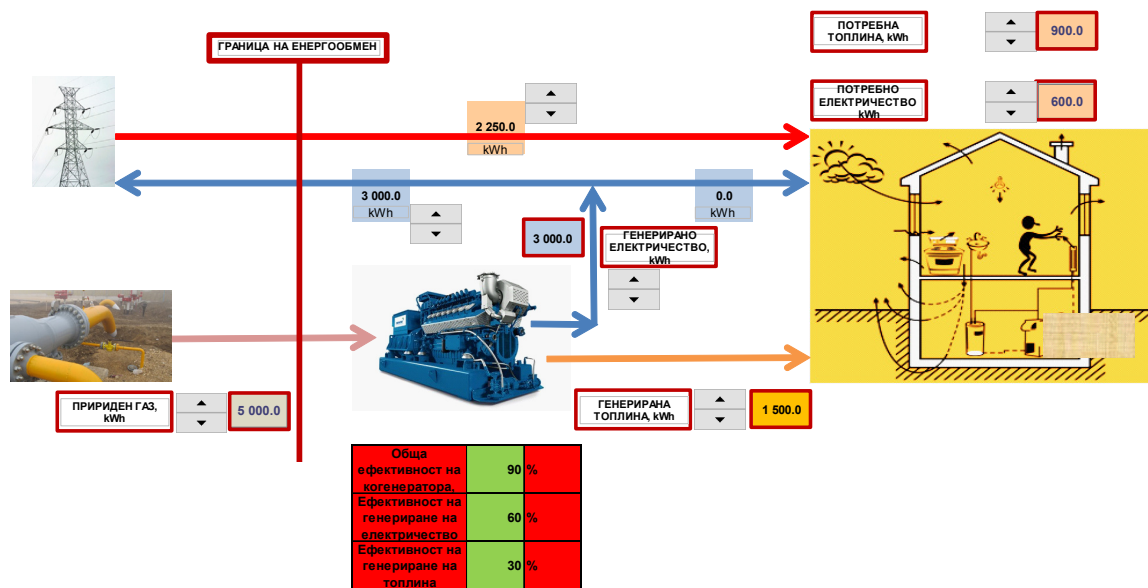 ПОТРЕБНА
ТОПЛИНА, kWh
900.0
ГРАНИЦА НА ЕНЕРГООБМЕН
ПОТРЕБНО
ЕЛЕКТРИЧЕСТВО
kWh
600.0
2 250.0
kWh
3 000.0
kWh
0.0
kWh
3 000.0
ГЕНЕРИРАНО
ЕЛЕКТРИЧЕСТВО,
kWh
ПРИРИДЕН ГАЗ,
kWh
5 000.0
ГЕНЕРИРАНА
ТОПЛИНА, kWh
1 500.0
Обща
ефективност на
когенератора,
90 %
Ефективност на
генериране на
електричество
60 %
Ефективност на
генериране на
топлина
30 %